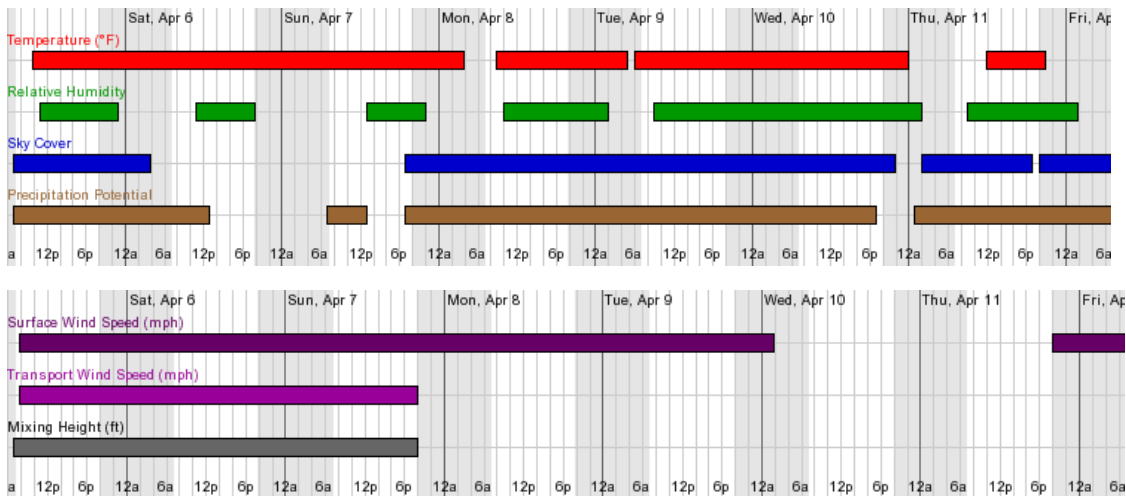 Sat, Apr 6 Sun, Apr 7 Mon, Apr 8 Tue, Apr 9 Wed, Apr 10 Thu, Apr 11 Fri, Ap
Temperature (°F)
Relative Humidity
Sky Cover
Precipitation Potential
a 12p 6p 12a 6a 12p 6p 12a 6a 12p 6p 12a 6a 12p 6p 12a 6a 12p 6p 12a 6a 12p 6p 12a 6a 12p 6p 12a 6a
Sat, Apr 6 Sun, Apr 7 Mon, Apr 8 Tue, Apr 9 Wed, Apr 10 Thu, Apr 11 Fri, Ap
Surface Wind Speed (mph)
Transport Wind Speed (mph)
Mixing Height (ft)
a 12p 6p 12a 6a 12p 6p 12a 6a 12p 6p 12a 6a 12p 6p 12a 6a 12p 6p 12a 6a 12p 6p 12a 6a 12p 6p 12a 6a